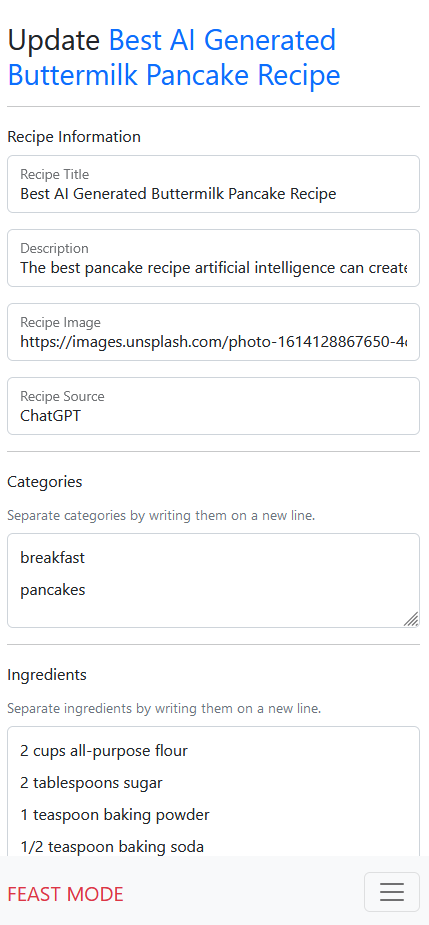 Update Best AI Generated
Buttermilk Pancake Recipe
Recipe Information
Recipe Title
Best AI Generated Buttermilk Pancake Recipe
Description
The best pancake recipe artificial intelligence can create
Recipe Image
https://images.unsplash.com/photo-1614128867650-4
Recipe Source
ChatGPT
Categories
Separate categories by writing them on a new line.
breakfast
pancakes
Ingredients
Separate ingredients by writing them on a new line.
2 cups all-purpose flour
2 tablespoons sugar
1 teaspoon baking powder
1/2 teaspoon baking soda
FEAST MODE